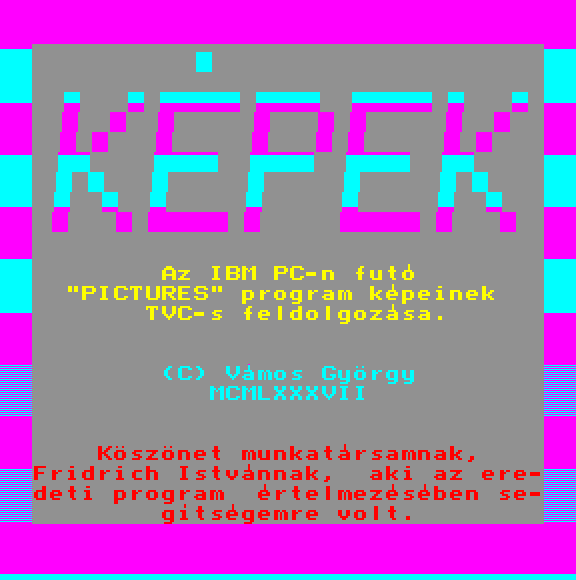 KÉPEK
Az IBM PC-n futó
"PICTURES" program képeinek
TVC-s feldolgozása.
(C) Vámos György
MCMLXXXVII
Köszönet munkatársamnak,
Fridrich Istvánnak,  aki az ere-
deti program  értelmezésében se-
gitségemre volt.